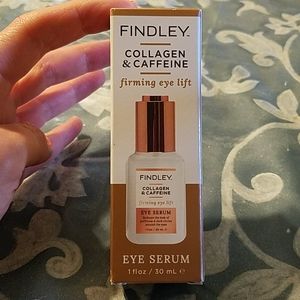 FINDLEY.
COLLAGEN
& CAFFEINE
firming eye lift
FINDLEY.
COLLAGEN
& CAFFEINE
firming eye lift
EYE SERUM
EYE SERUM
1 fl oz / 30 mL e